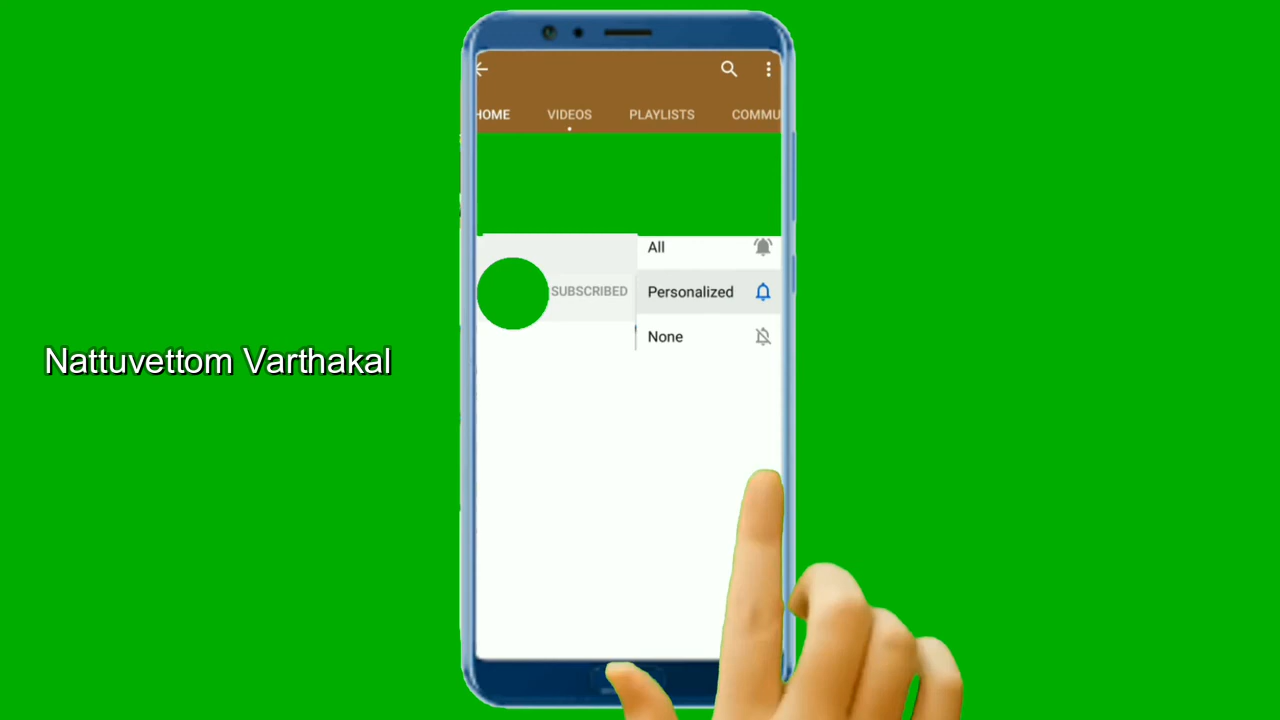 HOME VIDEOS PLAYLISTS COMMU
All
SUBSCRIBED Personalized
None
Nattuvettom Varthakal